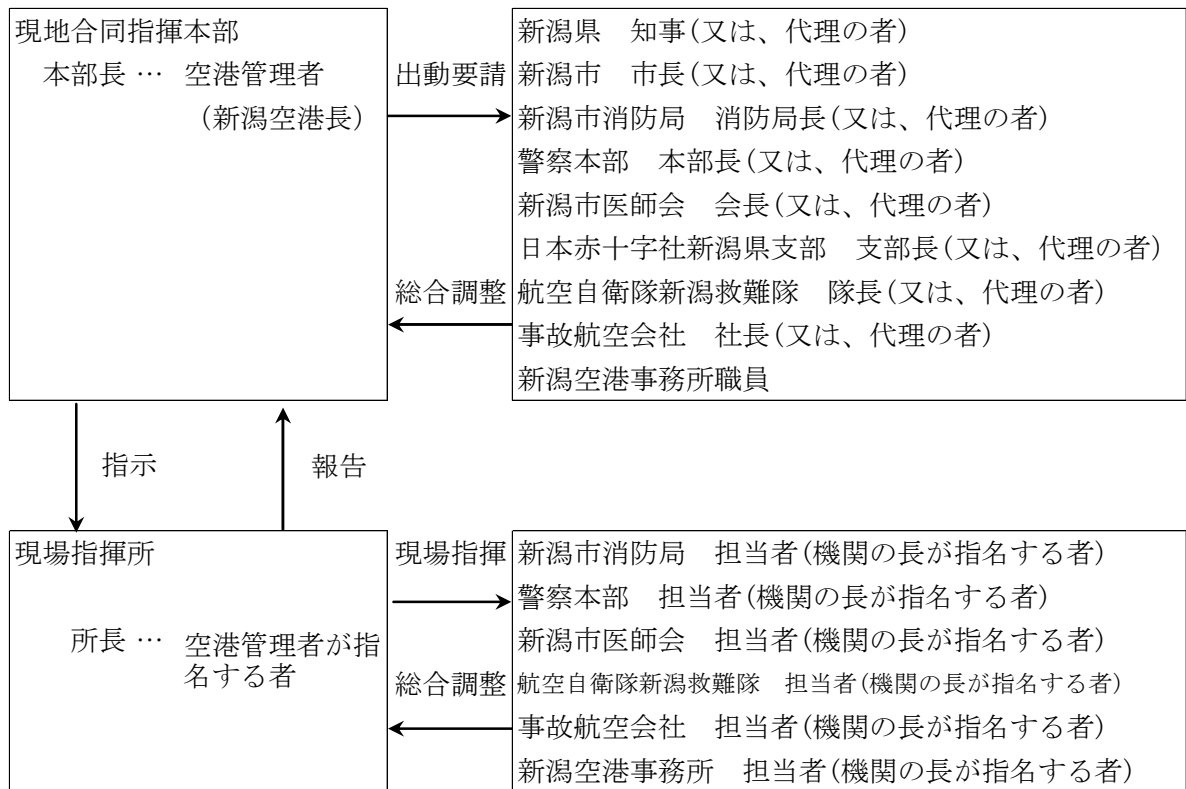 現地合同指揮本部
本部長 … 空港管理者
(新潟空港長)
出動要請
総合調整
新潟県　知事(又は、代理の者)
新潟市　市長(又は、代理の者)
新潟市消防局　消防局長(又は、代理の者)
警察本部　本部長(又は、代理の者)
新潟市医師会　会長(又は、代理の者)
日本赤十字社新潟県支部　支部長(又は、代理の者)
航空自衛隊新潟救難隊　隊長(又は、代理の者)
事故航空会社　社長(又は、代理の者)
新潟空港事務所職員
指示
報告
現場指揮所
所長 … 空港管理者が指
名する者
現場指揮
総合調整
新潟市消防局　担当者(機関の長が指名する者)
警察本部　担当者(機関の長が指名する者)
新潟市医師会　担当者(機関の長が指名する者)
航空自衛隊新潟救難隊　担当者(機関の長が指名する者)
事故航空会社　担当者(機関の長が指名する者)
新潟空港事務所　担当者(機関の長が指名する者)